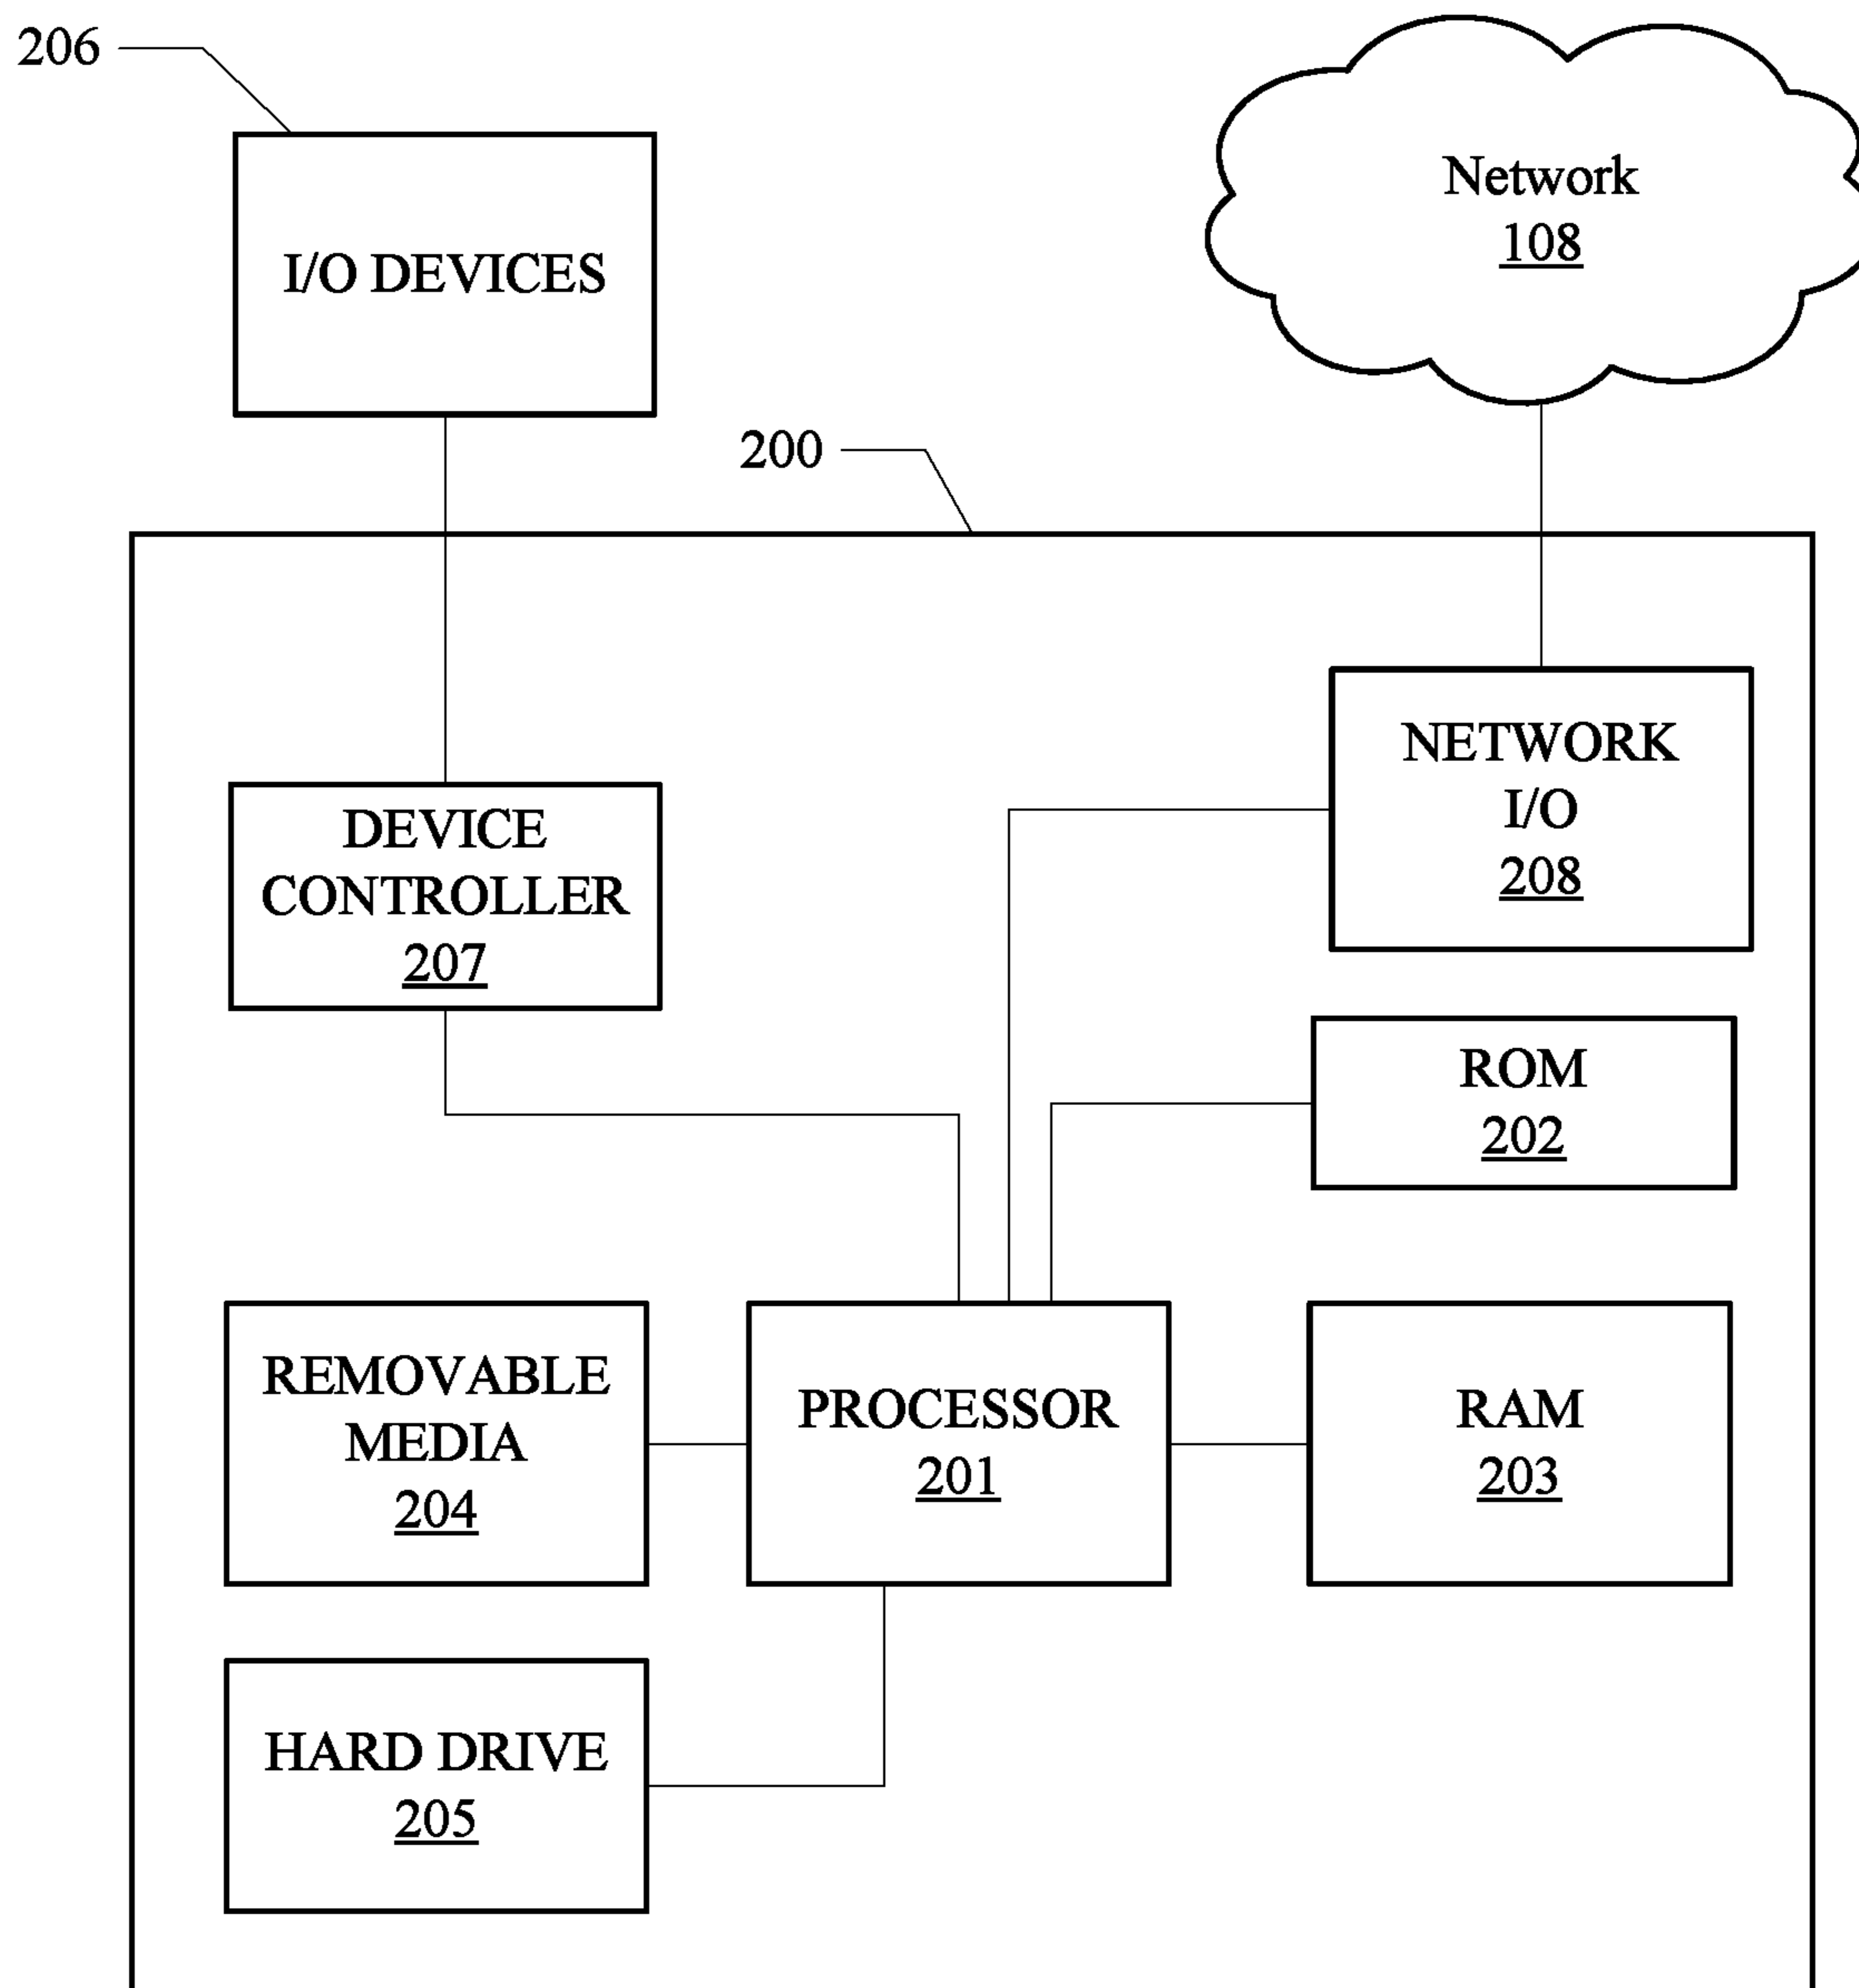 206
I/O DEVICES
Network
108
200
NETWORK
I/O
208
DEVICE
CONTROLLER
207
ROM
202
REMOVABLE
MEDIA
204
PROCESSOR
201
RAM
203
HARD DRIVE
205